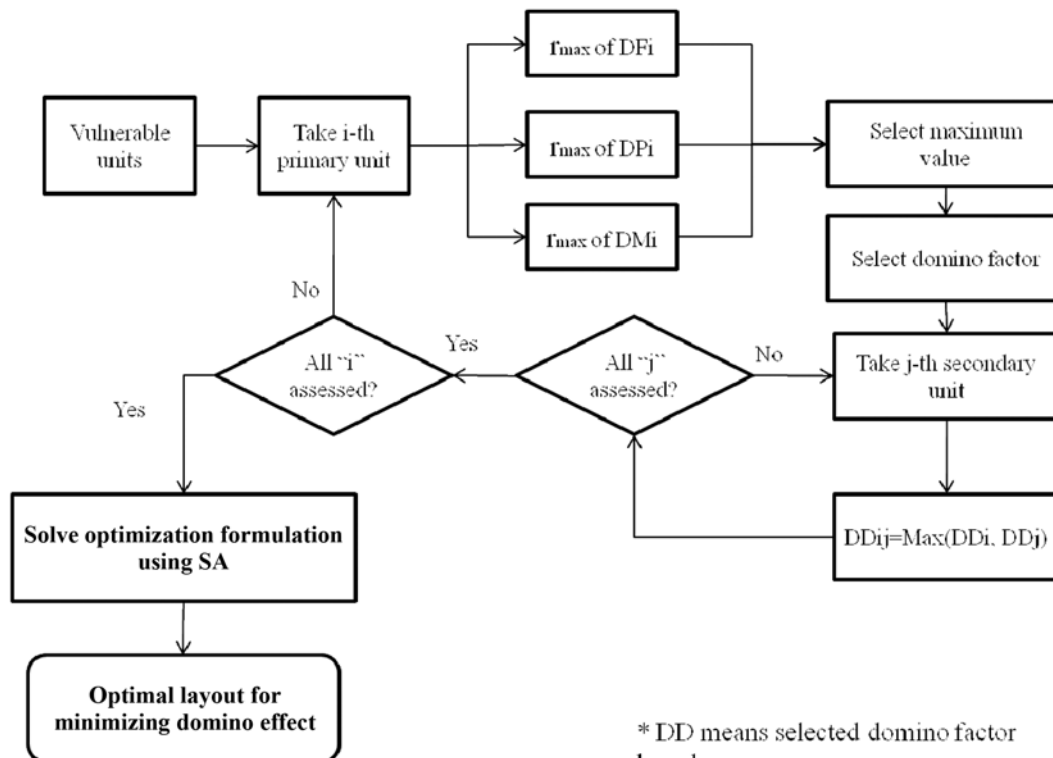 Vulnerable
units
Take i-th
primary unit
rmax of DFi
rmax of DPi
rmax of DMi
Select maximum
value
Select domino factor
Take j-th secondary
unit
DDij=Max(DDi, DDj)
All ``j``
assessed?
No
Yes
All ``i``
assessed?
No
Yes
Solve optimization formulation
using SA
Optimal layout for
minimizing domino effect
* DD means selected domino factor